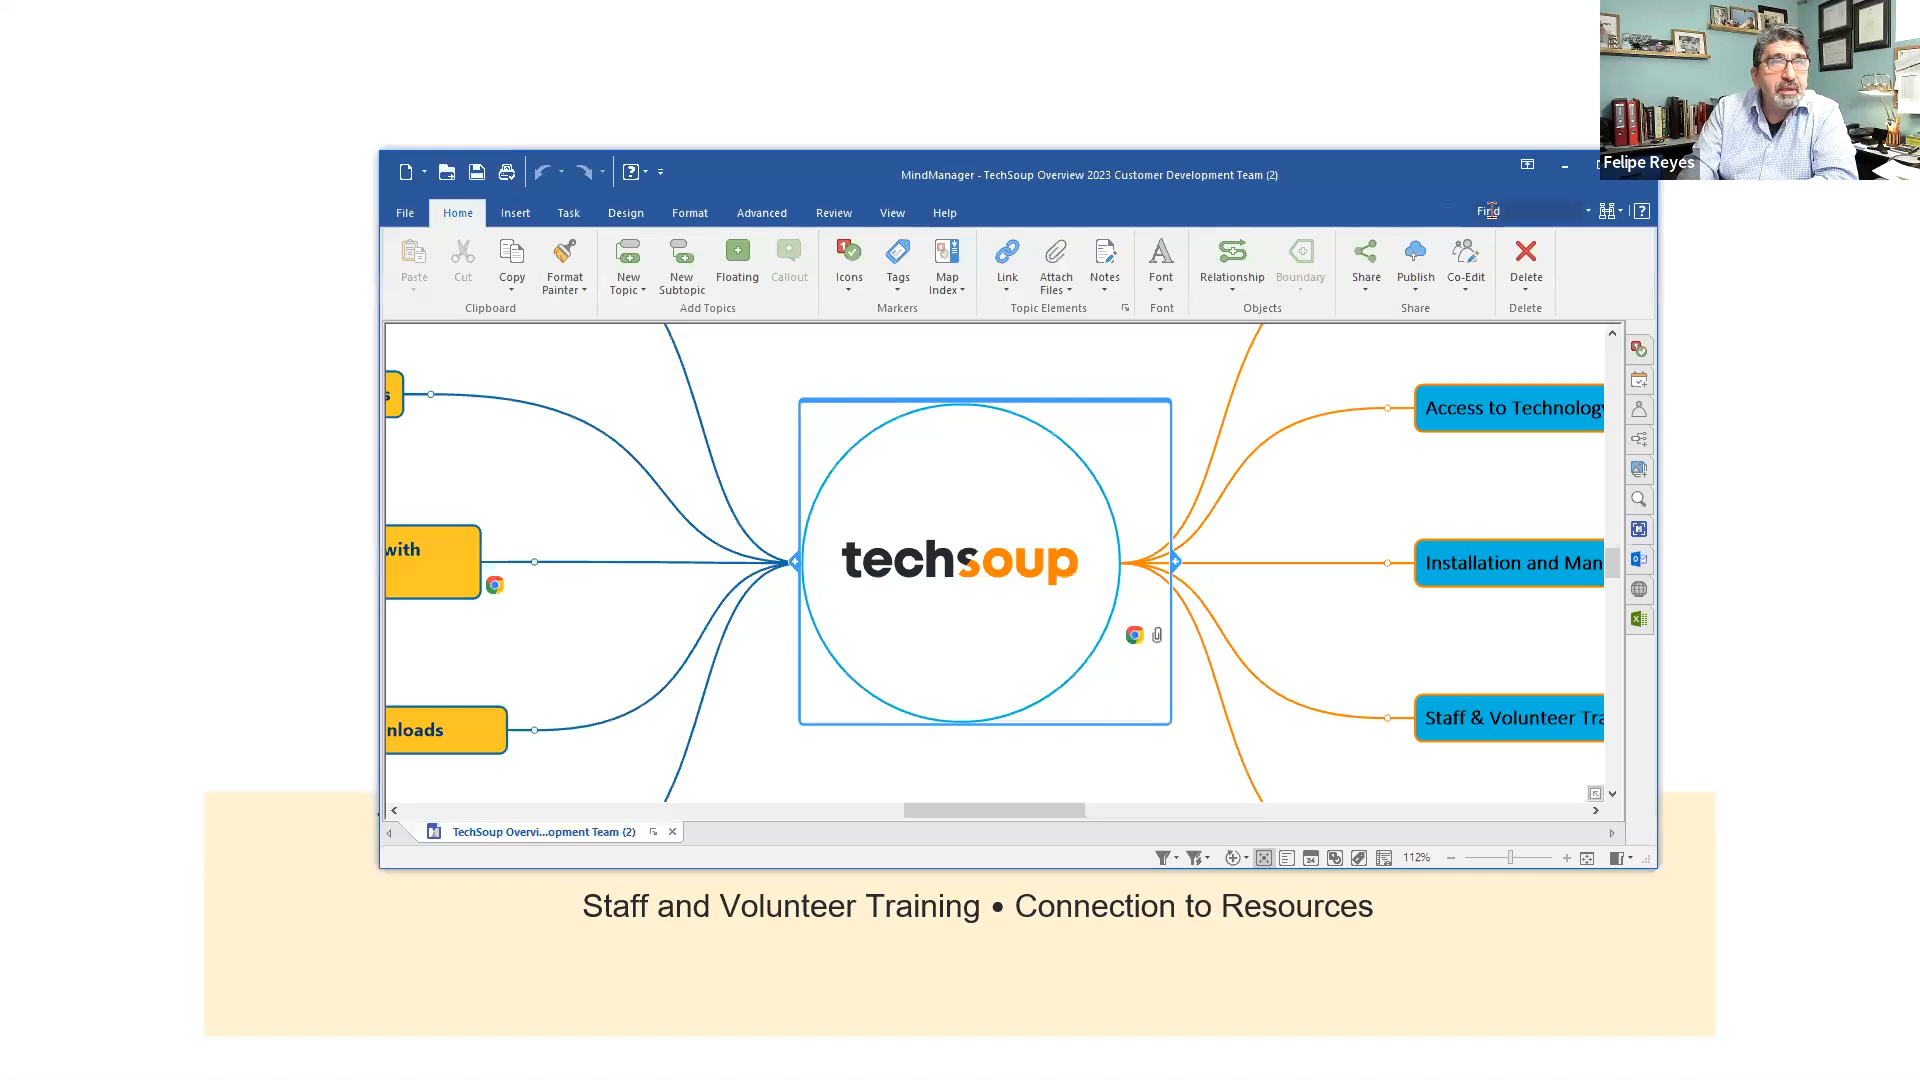 Felipe Reyes
MindManager - TechSoup Overview 2023 Customer Development Team (2)
File Home Insert Task Design Format Advanced Review View Help Find
Paste Cut Copy Format Painter New Topic New Subtopic Floating Callout Icons Tags Map Index Link Attach Files Notes Font Relationship Boundary Share Publish Co-Edit Delete
Clipboard Add Topics Markers Topic Elements Font Objects Share Delete
s
Access to Technology
with
techsoup
Installation and Man
nloads
Staff & Volunteer Tra
TechSoup Overvi...opment Team (2)
112%
Staff and Volunteer Training • Connection to Resources